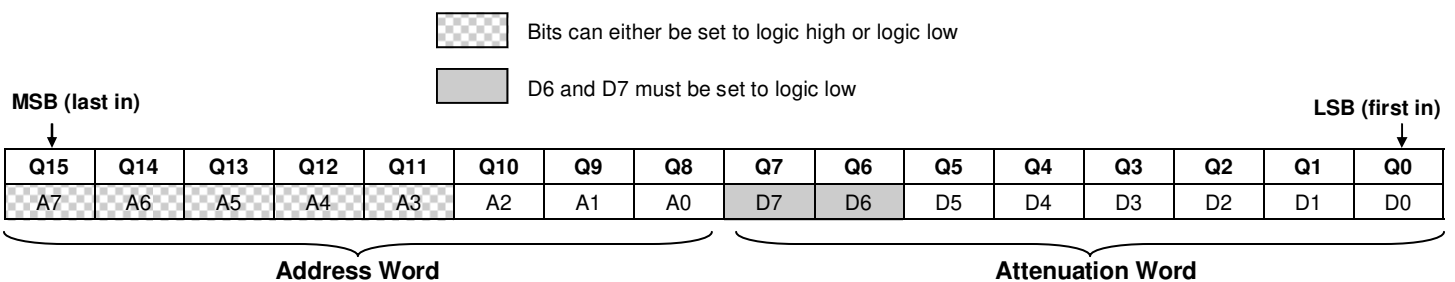 Bits can either be set to logic high or logic low
D6 and D7 must be set to logic low
MSB (last in)
LSB (first in)
Q15 Q14 Q13 Q12 Q11 Q10 Q9 Q8 Q7 Q6 Q5 Q4 Q3 Q2 Q1 Q0
A7 A6 A5 A4 A3 A2 A1 A0 D7 D6 D5 D4 D3 D2 D1 D0
Address Word
Attenuation Word